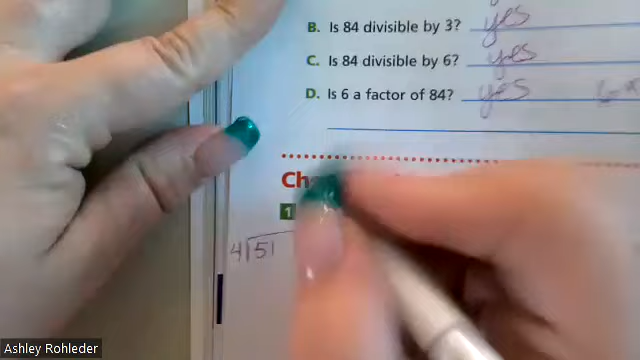 B. Is 84 divisible by 3? yes
C. Is 84 divisible by 6? yes
D. Is 6 a factor of 84? yes
1
4)51
Ashley Rohleder